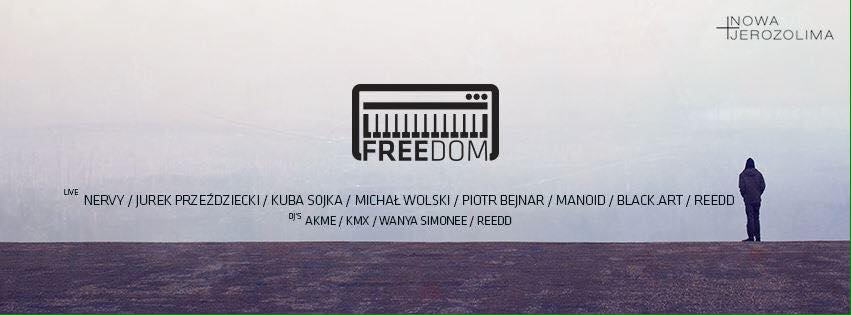 NOWA
JEROZOLIMA
FREEDOM
LIVE NERVY / JUREK PRZEŹDZIECKI / KUBA SOJKA / MICHAŁ WOLSKI / PIOTR BEJNAR / MANOID / BLACK.ART / REEDD
DJ'S AKME / KMX / WANYA SIMONEE / REEDD